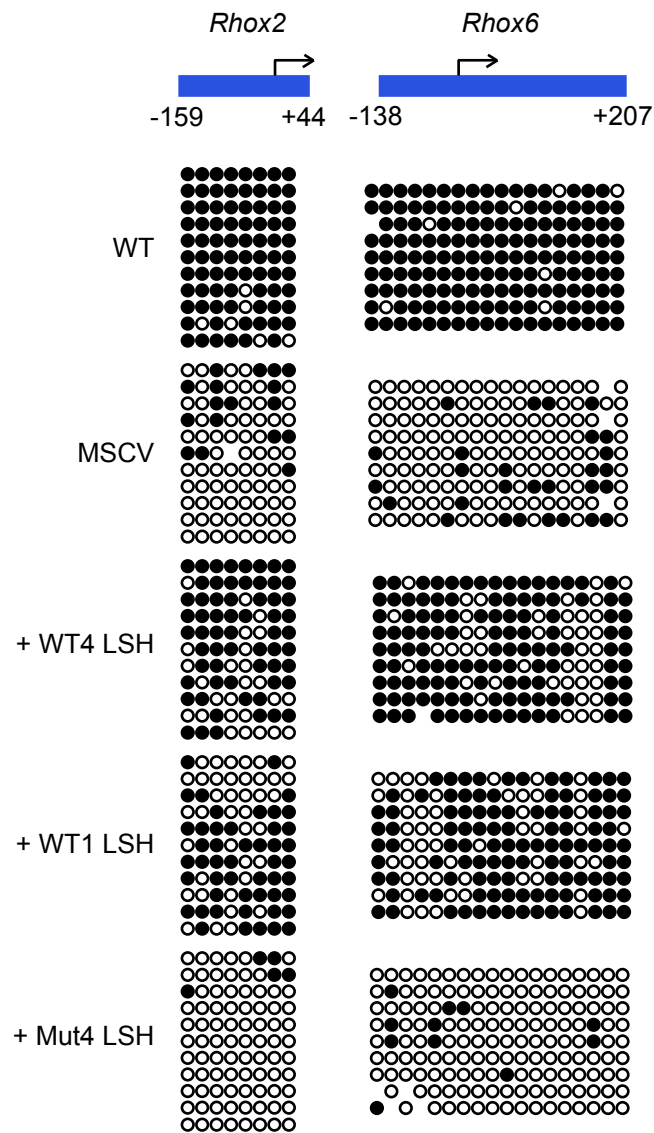 Rhox2 Rhox6
-159 +44 -138 +207
WT
MSCV
+ WT4 LSH
+ WT1 LSH
+ Mut4 LSH